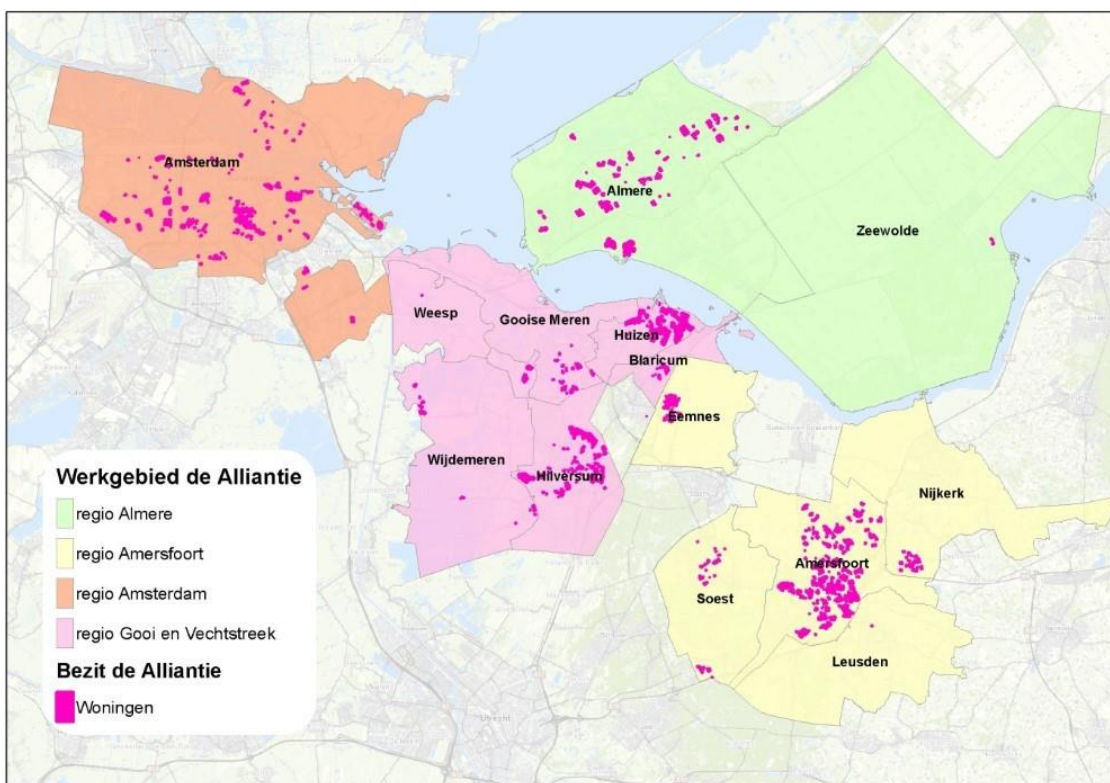 Amsterdam
Almere
Zeewolde
Weesp
Gooise Meren
Huizen
Blaricum
Eemnes
Wijdemeren
Hilversum
Nijkerk
Amersfoort
Soest
Leusden
Utrecht
Werkgebied de Alliantie
regio Almere
regio Amersfoort
regio Amsterdam
regio Gooi en Vechtstreek
Bezit de Alliantie
Woningen